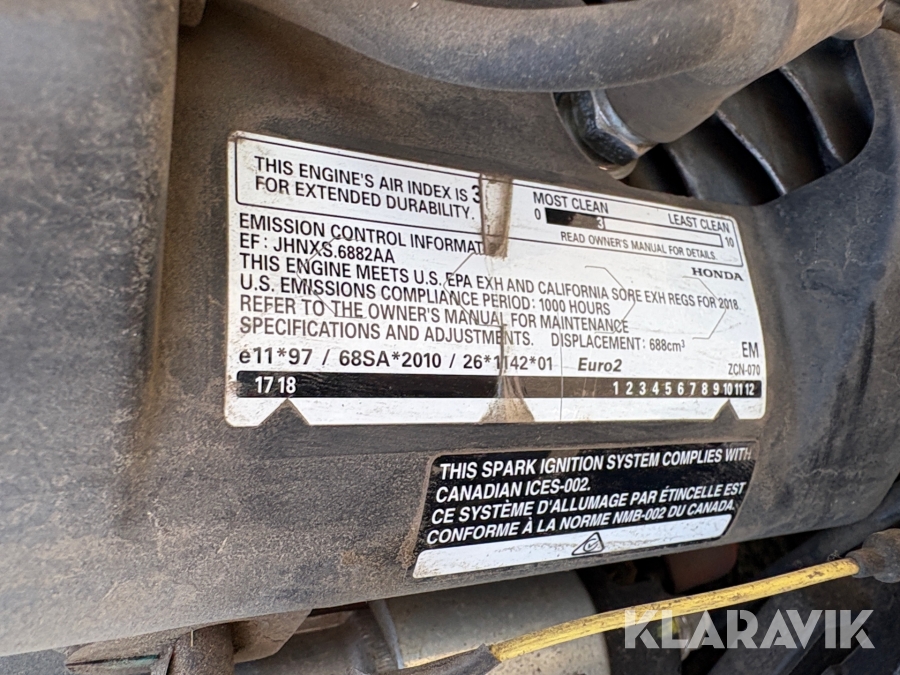 THIS ENGINE'S AIR INDEX IS 3
FOR EXTENDED DURABILITY.
MOST CLEAN LEAST CLEAN
0 3 10
READ OWNER'S MANUAL FOR DETAILS.
EMISSION CONTROL INFORMAT
HONDA
EF: JHNXS.6882AA
THIS ENGINE MEETS U.S. EPA EXH AND CALIFORNIA SORE EXH REGS FOR 2018.
U.S. EMISSIONS COMPLIANCE PERIOD: 1000 HOURS
REFER TO THE OWNER'S MANUAL FOR MAINTENANCE
SPECIFICATIONS AND ADJUSTMENTS. DISPLACEMENT: 688cm³
EM
e11*97 / 68SA*2010 / 26*1142*01 Euro2
ZCN-070
17 18 1 2 3 4 5 6 7 8 9 10 11 12
THIS SPARK IGNITION SYSTEM COMPLIES WITH
CANADIAN ICES-002.
CE SYSTÈME D'ALLUMAGE PAR ÉTINCELLE EST
CONFORME À LA NORME NMB-002 DU CANADA.
KLARAVIK